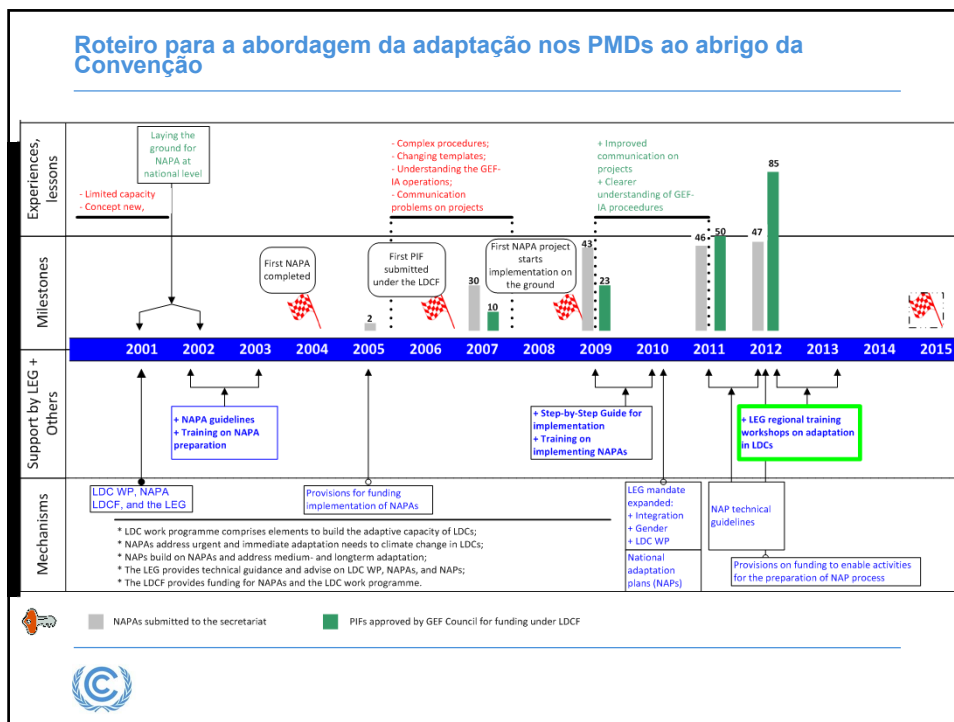 Roteiro para a abordagem da adaptação nos PMDs ao abrigo da
Convenção
Experiences,
lessons
- Limited capacity
- Concept new,
Laying the
ground for
NAPA at
national level
- Complex procedures;
- Changing templates;
- Understanding the GEF-
IA operations;
- Communication
problems on projects
+ Improved
communication on
projects
+ Clearer
understanding of GEF-
IA proceedures
Milestones
First NAPA
completed
First PIF
submitted
under the LDCF
First NAPA project
starts
implementation on
the ground
2
30
10
43
23
46
50
47
85
2001 2002 2003 2004 2005 2006 2007 2008 2009 2010 2011 2012 2013 2014 2015
Support by LEG +
Others
+ NAPA guidelines
+ Training on NAPA
preparation
+ Step-by-Step Guide for
implementation
+ Training on
implementing NAPAs
+ LEG regional training
workshops on adaptation
in LDCs
Mechanisms
LDC WP, NAPA
LDCF, and the LEG
Provisions for funding
implementation of NAPAs
LEG mandate
expanded:
+ Integration
+ Gender
+ LDC WP
National
adaptation
plans (NAPs)
NAP technical
guidelines
Provisions on funding to enable activities
for the preparation of NAP process
* LDC work programme comprises elements to build the adaptive capacity of LDCs;
* NAPAs address urgent and immediate adaptation needs to climate change in LDCs;
* NAPs build on NAPAs and address medium- and longterm adaptation;
* The LEG provides technical guidance and advise on LDC WP, NAPAs, and NAPs;
* The LDCF provides funding for NAPAs and the LDC work programme.
NAPAs submitted to the secretariat
PIFs approved by GEF Council for funding under LDCF